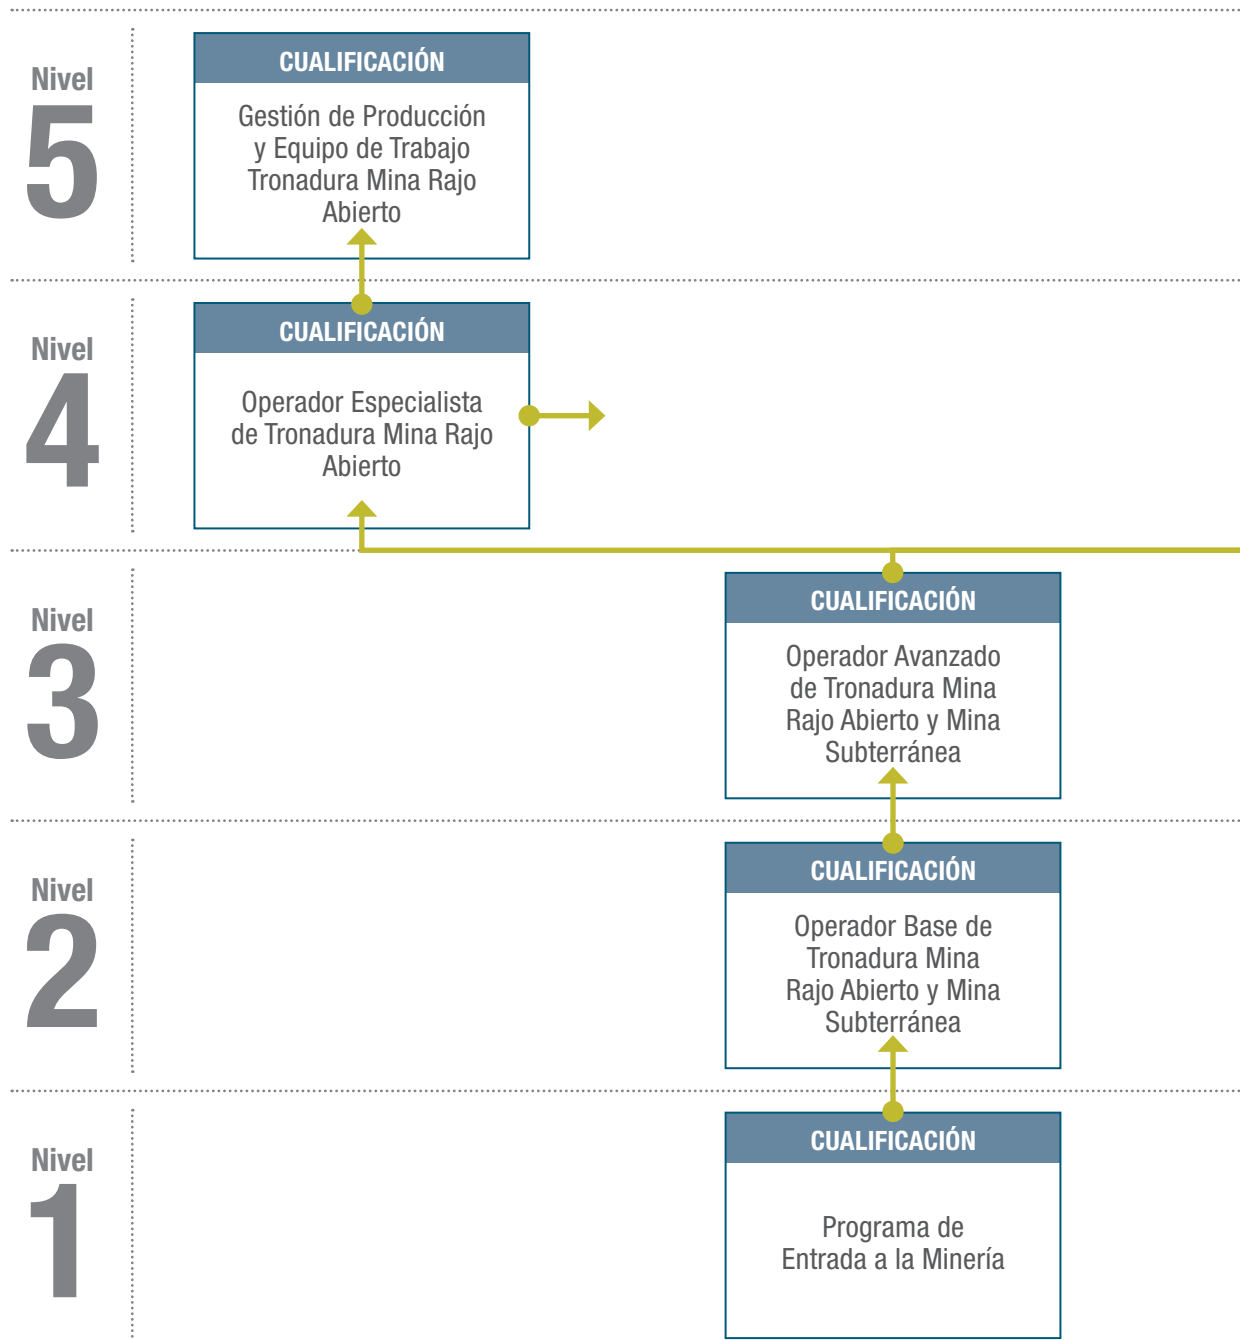 Nivel
5
CUALIFICACIÓN
Gestión de Producción
y Equipo de Trabajo
Tronadura Mina Rajo
Abierto
Nivel
4
CUALIFICACIÓN
Operador Especialista
de Tronadura Mina Rajo
Abierto
Nivel
3
CUALIFICACIÓN
Operador Avanzado
de Tronadura Mina
Rajo Abierto y Mina
Subterránea
Nivel
2
CUALIFICACIÓN
Operador Base de
Tronadura Mina
Rajo Abierto y Mina
Subterránea
Nivel
1
CUALIFICACIÓN
Programa de
Entrada a la Minería